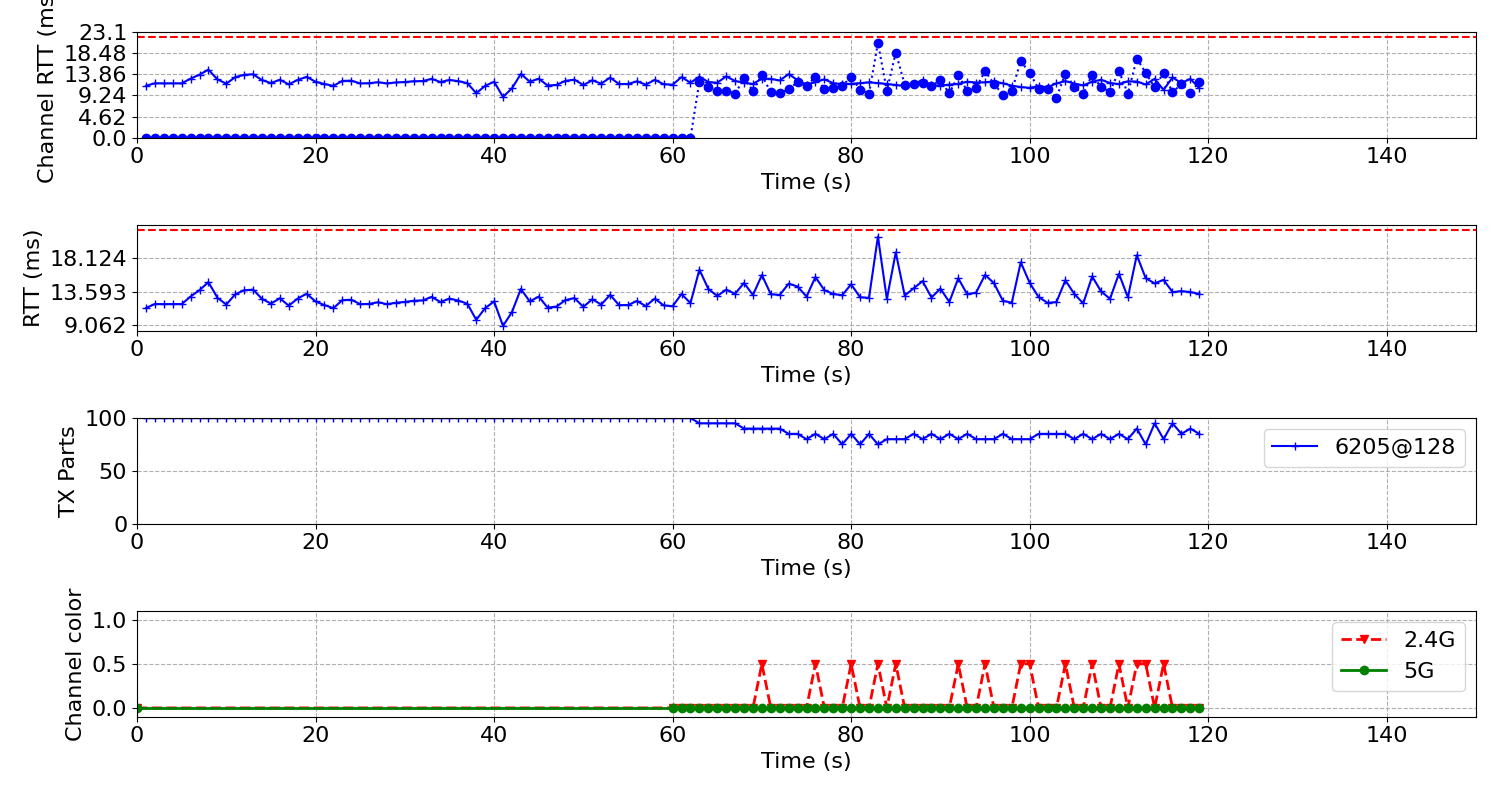 Channel RTT (ms
23.1
18.48
13.86
9.24
4.62
0.0
0 20 40 60 80 100 120 140
Time (s)
RTT (ms)
18.124
13.593
9.062
0 20 40 60 80 100 120 140
Time (s)
TX Parts
100
50
0
6205@128
0 20 40 60 80 100 120 140
Time (s)
Channel color
1.0
0.5
0.0
2.4G
5G
0 20 40 60 80 100 120 140
Time (s)